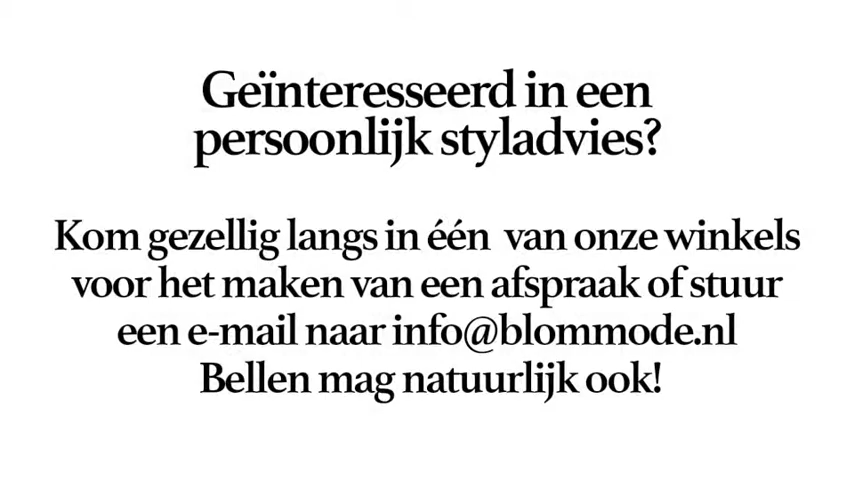 Geïnteresseerd in een
persoonlijk styladvies?
Kom gezellig langs in één van onze winkels
voor het maken van een afspraak of stuur
een e-mail naar info@blommode.nl
Bellen mag natuurlijk ook!